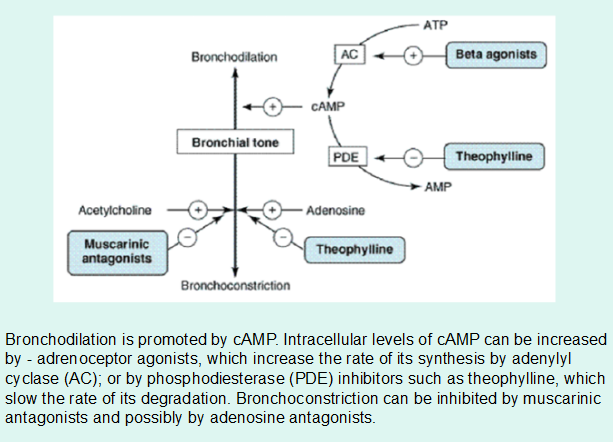 ATP
Bronchodilation
AC
+
Beta agonists
+
cAMP
Bronchial tone
PDE
−
Theophylline
AMP
Acetylcholine
+
+
Adenosine
Muscarinic
antagonists
−
−
Theophylline
Bronchoconstriction
Bronchodilation is promoted by cAMP. Intracellular levels of cAMP can be increased
by - adrenoceptor agonists, which increase the rate of its synthesis by adenylyl
cyclase (AC); or by phosphodiesterase (PDE) inhibitors such as theophylline, which
slow the rate of its degradation. Bronchoconstriction can be inhibited by muscarinic
antagonists and possibly by adenosine antagonists.